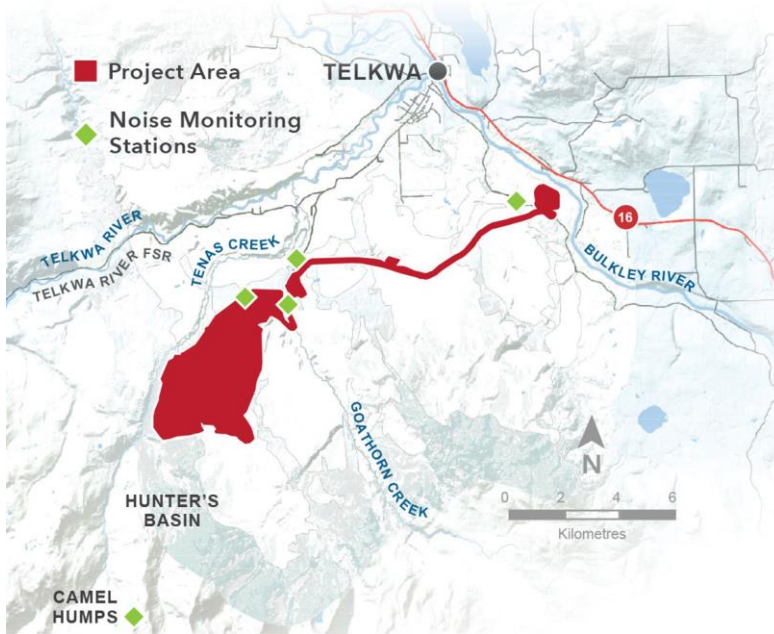 Project Area
Noise Monitoring
Stations
TELKWA
16
TELKWA RIVER
TELKWA RIVER FSR
TENAS CREEK
BULKLEY RIVER
GOATHORN CREEK
HUNTER'S
BASIN
N
0 2 4 6
Kilometres
CAMEL
HUMPS